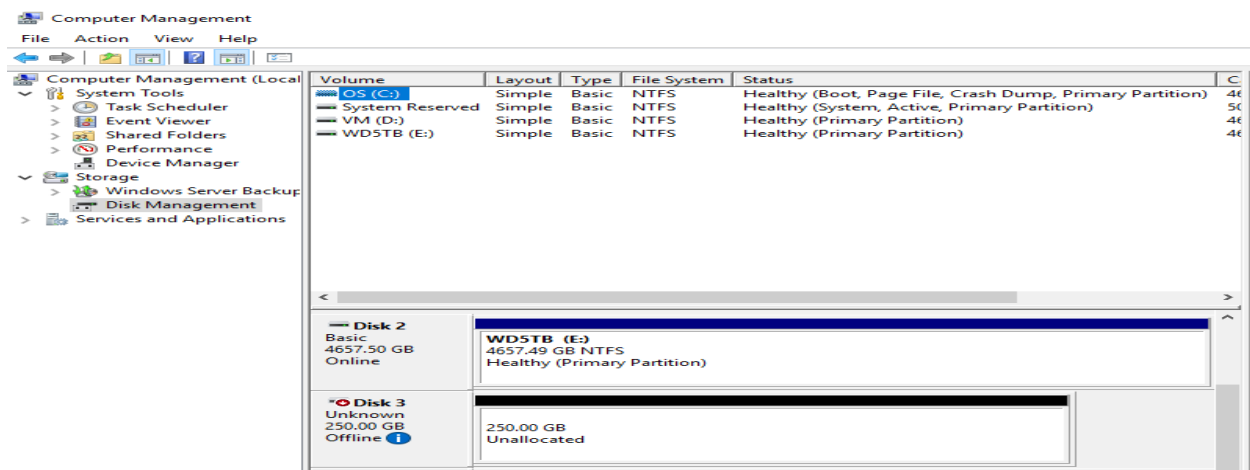 Computer Management
File Action View Help
Computer Management (Local
System Tools
Task Scheduler
Event Viewer
Shared Folders
Performance
Device Manager
Storage
Windows Server Backup
Disk Management
Services and Applications
Volume Layout Type File System Status C
OS (C:) Simple Basic NTFS Healthy (Boot, Page File, Crash Dump, Primary Partition) 46
System Reserved Simple Basic NTFS Healthy (System, Active, Primary Partition) 50
VM (D:) Simple Basic NTFS Healthy (Primary Partition) 46
WD5TB (E:) Simple Basic NTFS Healthy (Primary Partition) 46
Disk 2
Basic
4657.50 GB
Online
WD5TB (E:)
4657.49 GB NTFS
Healthy (Primary Partition)
Disk 3
Unknown
250.00 GB
Offline
250.00 GB
Unallocated